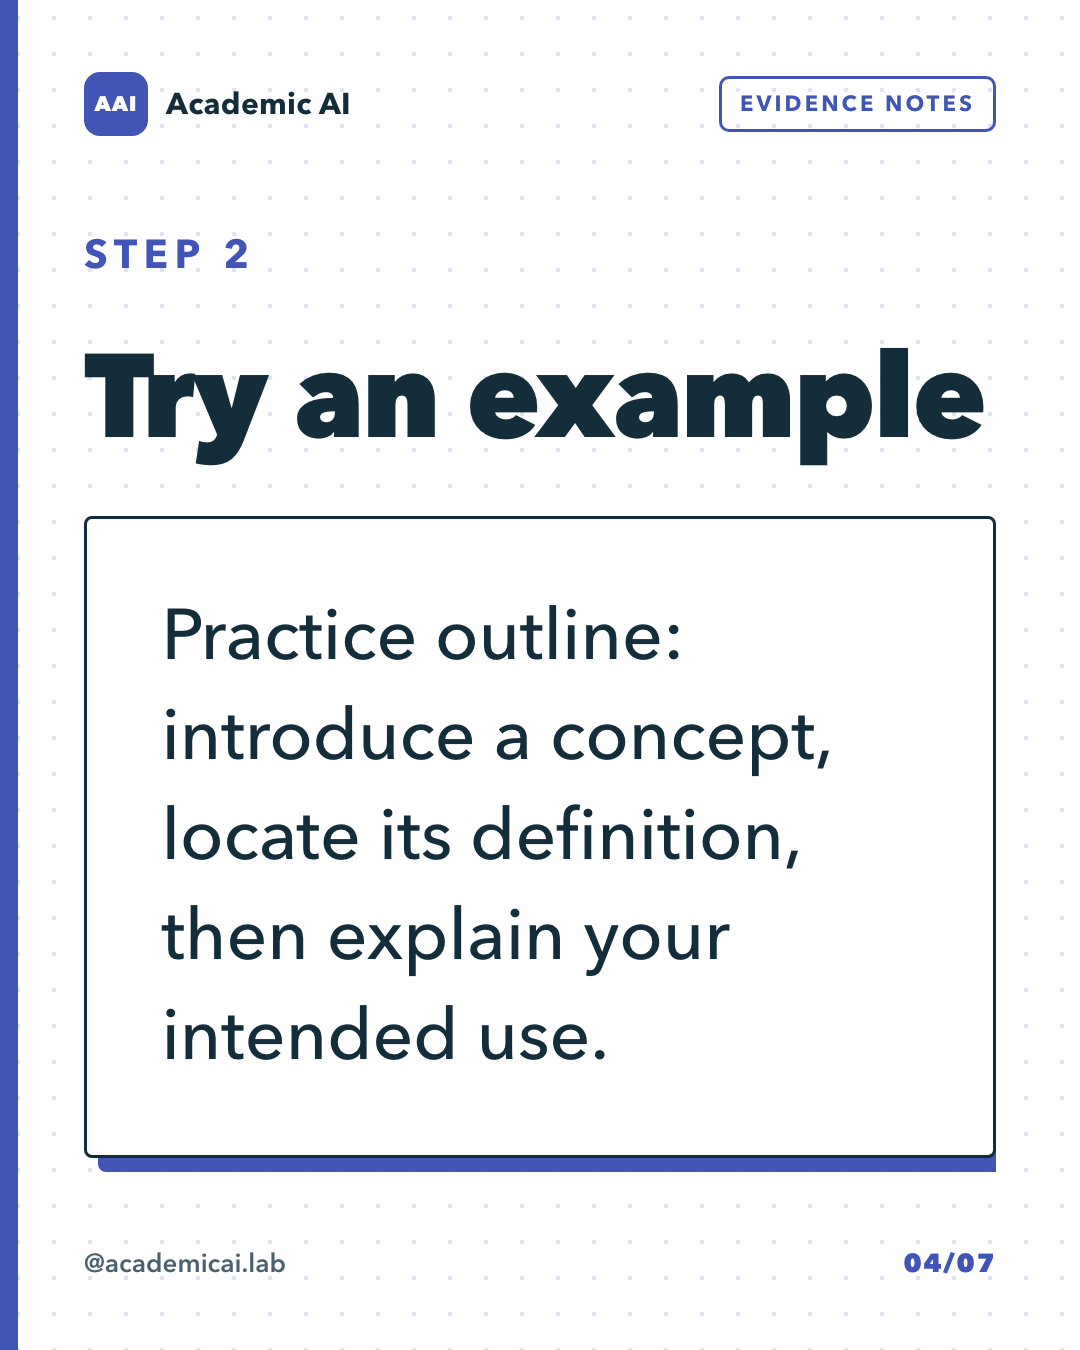 AAI Academic AI
EVIDENCE NOTES
STEP 2
Try an example
Practice outline:
introduce a concept,
locate its definition,
then explain your
intended use.
@academicai.lab
04/07